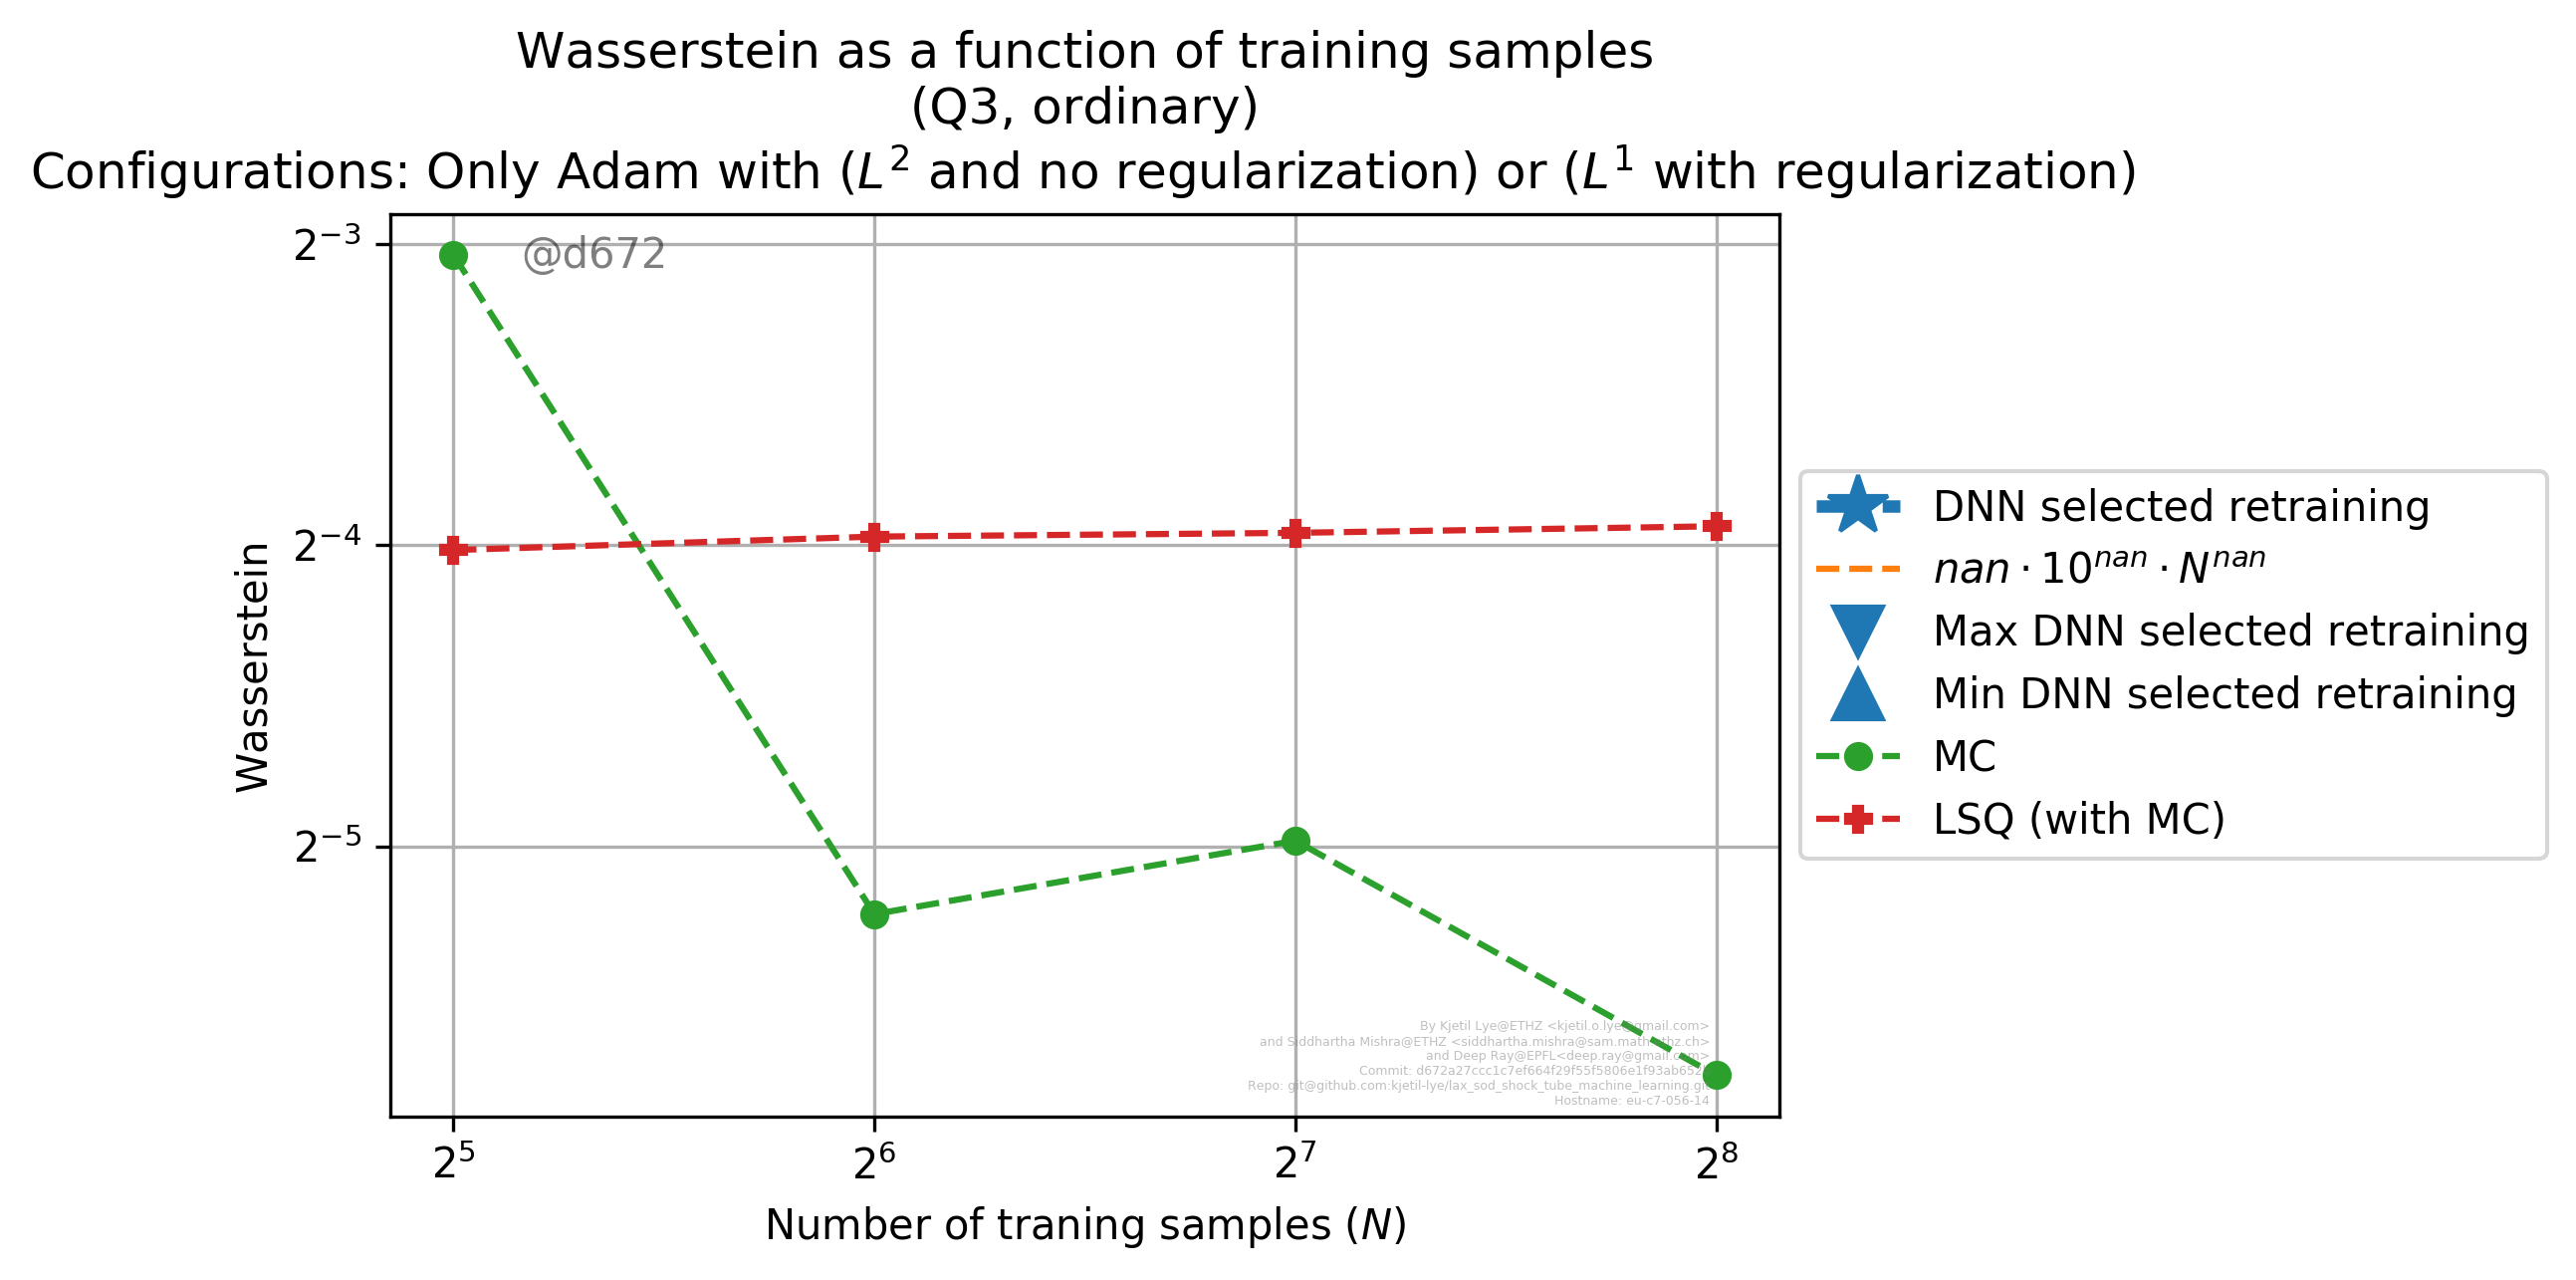 Wasserstein as a function of training samples
(Q3, ordinary)
Configurations: Only Adam with (L² and no regularization) or (L¹ with regularization)
2⁻³
@d672
2⁻⁴
2⁻⁵
Wasserstein
DNN selected retraining
nan · 10ⁿᵃⁿ · Nⁿᵃⁿ
Max DNN selected retraining
Min DNN selected retraining
MC
LSQ (with MC)
By Kjetil Lye@ETHZ <kjetil.o.lye@gmail.com>
and Siddhartha Mishra@ETHZ <siddhartha.mishra@sam.math.ethz.ch>
and Deep Ray@EPFL<deep.ray@gmail.com>
Commit:
Repo: git@github.com:kjetil-lye/lax_sod_shock_tube_machine_learning.git
Hostname: eu-c7-056-14
2⁵ 2⁶ 2⁷ 2⁸
Number of traning samples (N)